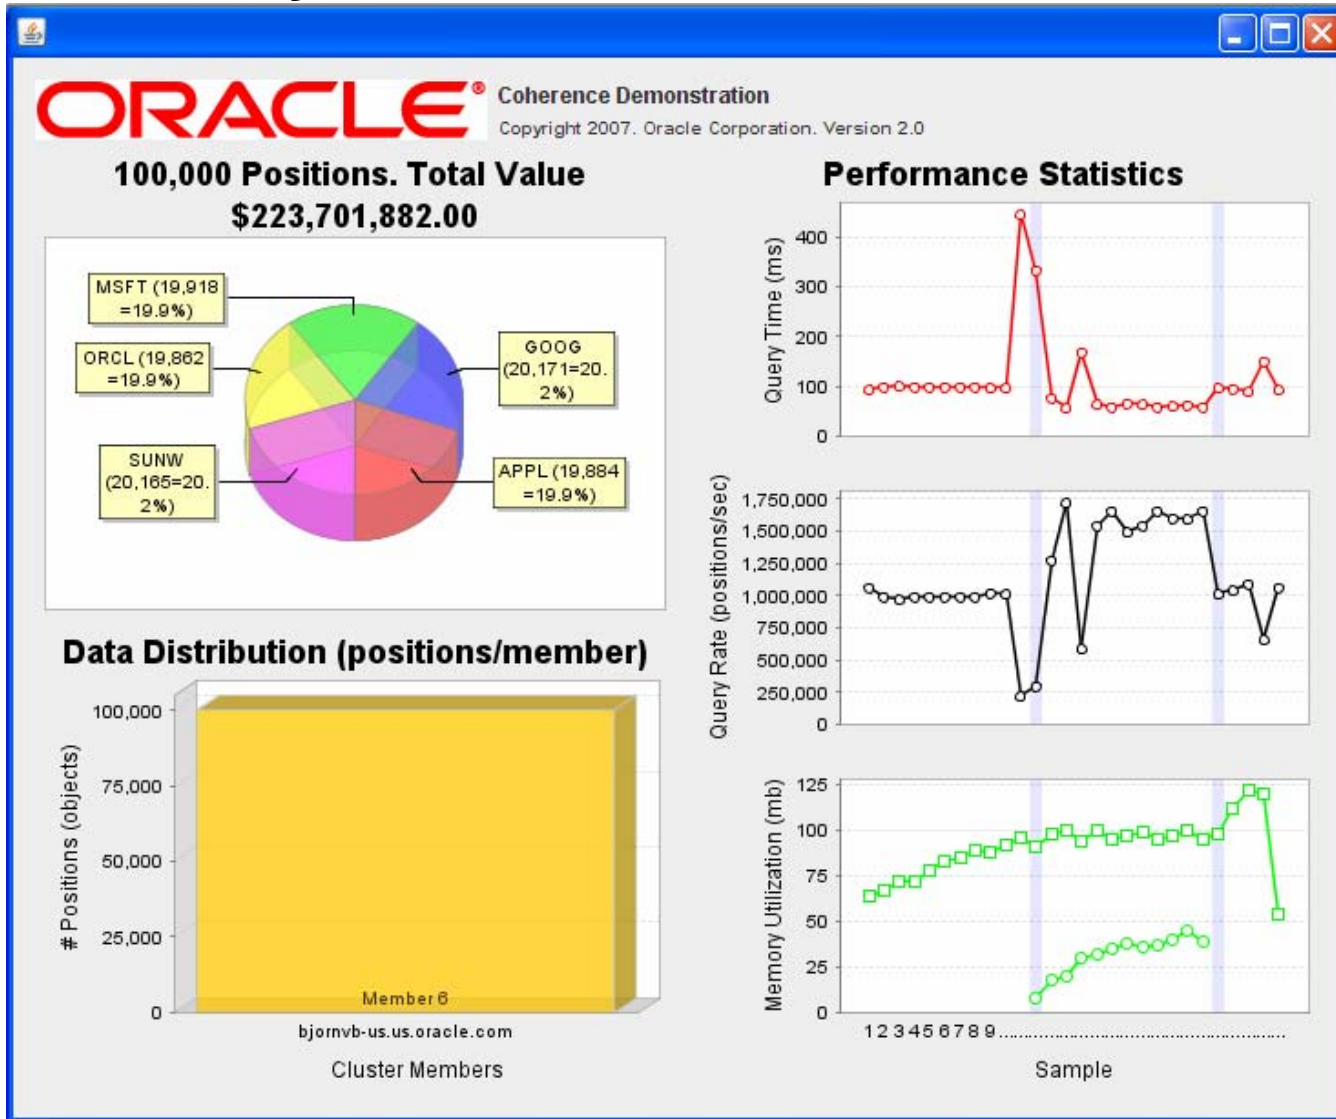 ORACLE®
Coherence Demonstration
Copyright 2007. Oracle Corporation. Version 2.0
100,000 Positions. Total Value
$223,701,882.00
MSFT (19,918
=19.9%)
ORCL (19,862
=19.9%)
SUNW
(20,165=20.
2%)
GOOG
(20,171=20.
2%)
APPL (19,884
=19.9%)
Data Distribution (positions/member)
# Positions (objects)
100,000
75,000
50,000
25,000
0
Member 6
bjornvb-us.us.oracle.com
Cluster Members
Performance Statistics
Query Time (ms)
400
300
200
100
0
Query Rate (positions/sec)
1,750,000
1,500,000
1,250,000
1,000,000
750,000
500,000
250,000
0
Memory Utilization (mb)
125
100
75
50
25
0
1 2 3 4 5 6 7 8 9 ..........................................................
Sample